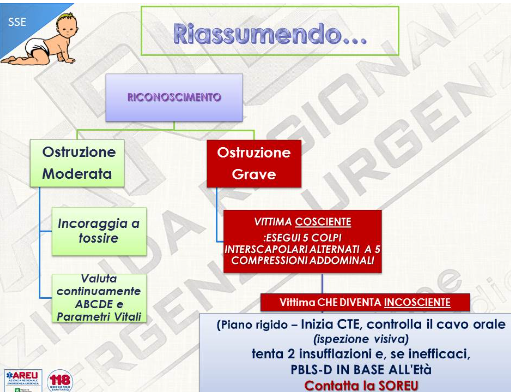 SSE
Riassumendo...
RICONOSCIMENTO
Ostruzione
Moderata
Ostruzione
Grave
Incoraggia a
tossire
Valuta
continuamente
ABCDE e
Parametri Vitali
VITTIMA COSCIENTE
:ESEGUI 5 COLPI
INTERSCAPOLARI ALTERNATI A 5
COMPRESSIONI ADDOMINALI
Vittima CHE DIVENTA INCOSCIENTE
(Piano rigido – Inizia CTE, controlla il cavo orale
(ispezione visiva)
tenta 2 insufflazioni e, se inefficaci,
PBLS-D IN BASE ALL'Età
Contatta la SOREU
AREU
118